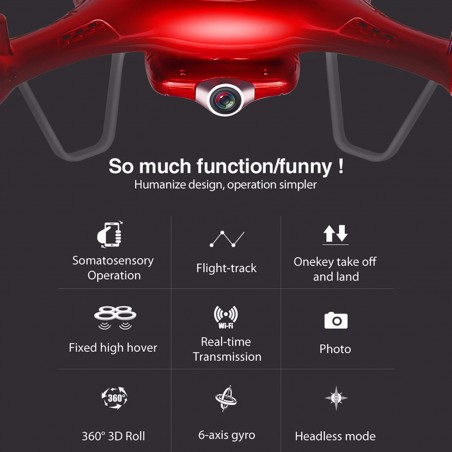 So much function/funny !
Humanize design, operation simpler
Somatosensory
Operation
Flight-track
Onekey take off
and land
Fixed high hover
Wi-Fi
Real-time
Transmission
Photo
360°
360° 3D Roll
6-axis gyro
Headless mode